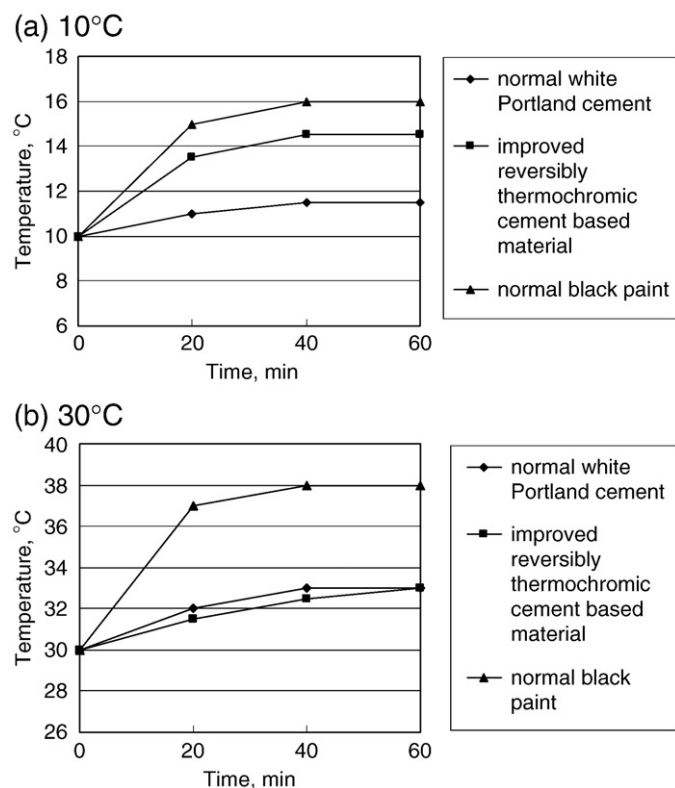 (a) 10°C
18
16
14
12
10
8
6
0
20
40
60
Temperature, °C
Time, min
normal white
Portland cement
improved
reversibly
thermochromic
cement based
material
normal black paint
(b) 30°C
40
38
36
34
32
30
28
26
0
20
40
60
Temperature, °C
Time, min
normal white
Portland cement
improved
reversibly
thermochromic
cement based
material
normal black
paint